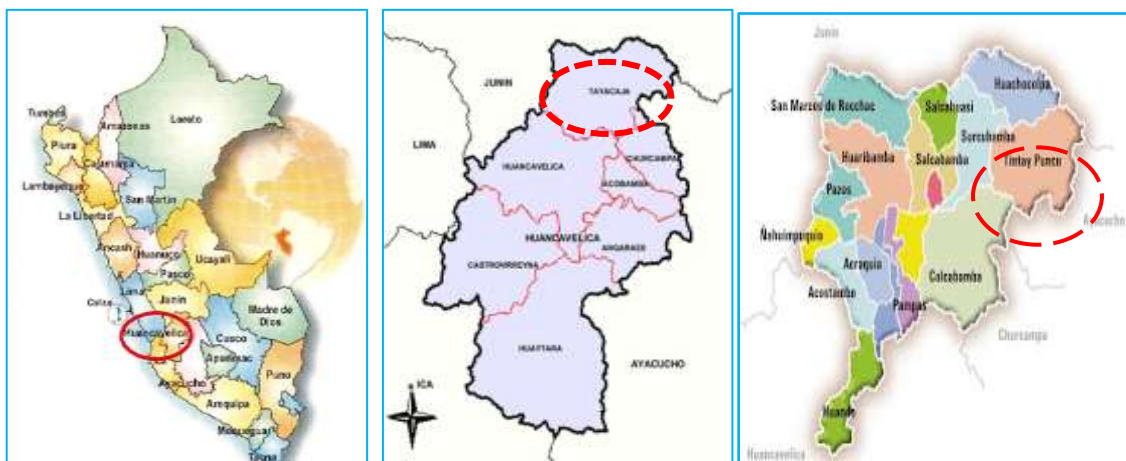 Tumbes
Loreto
Amazonas
Piura
Cajamarca
Lambayeque
San Martin
La Libertad
Ancash
Huanuco
Ucayali
Pasco
Lima
Junin
Callao
Madre de
Dios
Huancavelica
Cusco
Apurimac
Ayacucho
Puno
Arequipa
Moquegua
Tacna
JUNIN
TAYACAJA
LIMA
HUANCAVELICA
CHURCAMPA
ACOBAMBA
HUANCAVELICA
ANGARAES
CASTROVIRREYNA
HUAYTARA
AYACUCHO
ICA
Junin
Huachocolpa
San Marcos de Rocchac
Salcahuasi
Surcubamba
Huaribamba
Salcabamba
Tintay Puncu
Pazos
Ayacucho
Ñahuimpuquio
Acraquia
Colcabamba
Acostambo
Pampas
Churcampa
Huando
Huancavelica